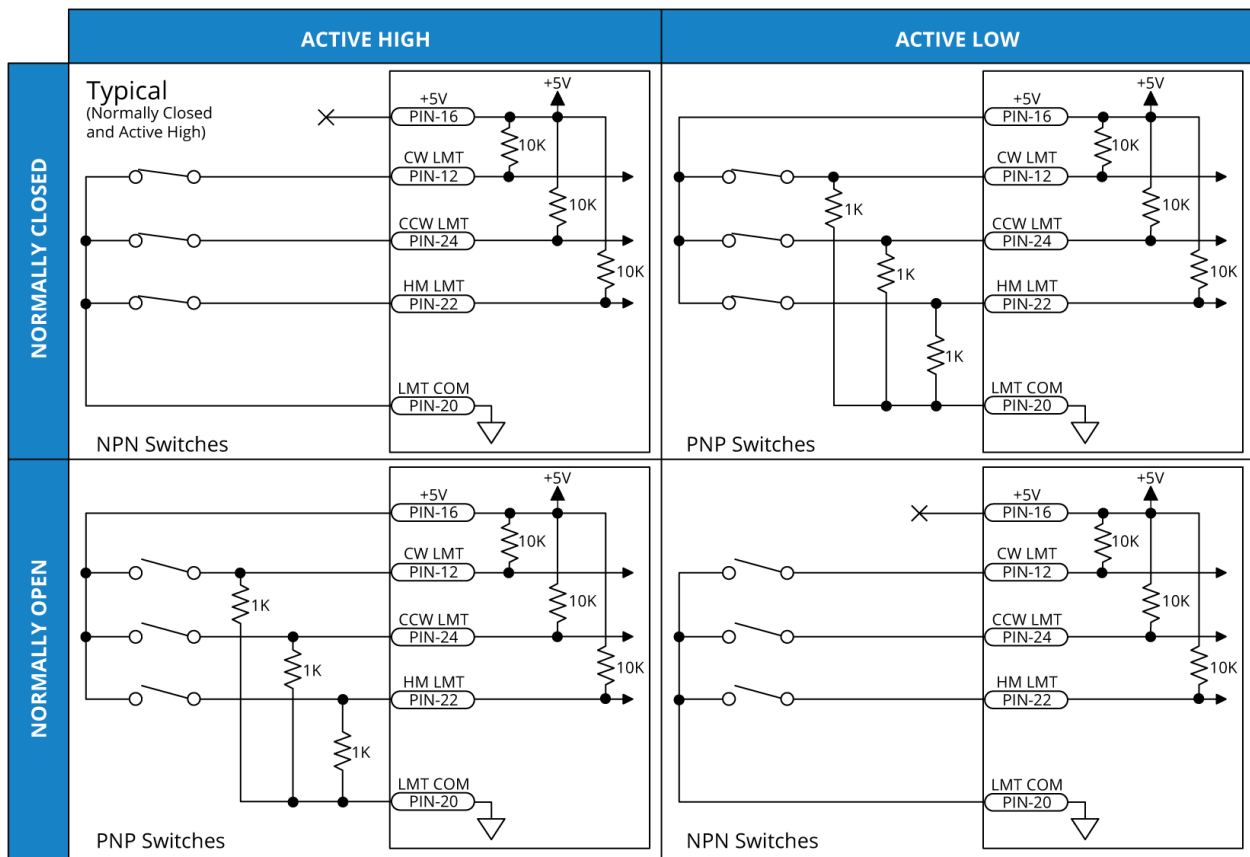 ACTIVE HIGH
ACTIVE LOW
NORMALLY CLOSED
Typical
(Normally Closed
and Active High)
+5V
+5V
PIN-16
10K
CW LMT
PIN-12
10K
CCW LMT
PIN-24
10K
HM LMT
PIN-22
LMT COM
PIN-20
NPN Switches
+5V
+5V
PIN-16
10K
CW LMT
PIN-12
1K
10K
CCW LMT
PIN-24
1K
10K
HM LMT
PIN-22
1K
LMT COM
PIN-20
PNP Switches
NORMALLY OPEN
+5V
+5V
PIN-16
10K
CW LMT
PIN-12
1K
10K
CCW LMT
PIN-24
1K
10K
HM LMT
PIN-22
1K
LMT COM
PIN-20
PNP Switches
+5V
+5V
PIN-16
10K
CW LMT
PIN-12
10K
CCW LMT
PIN-24
10K
HM LMT
PIN-22
LMT COM
PIN-20
NPN Switches